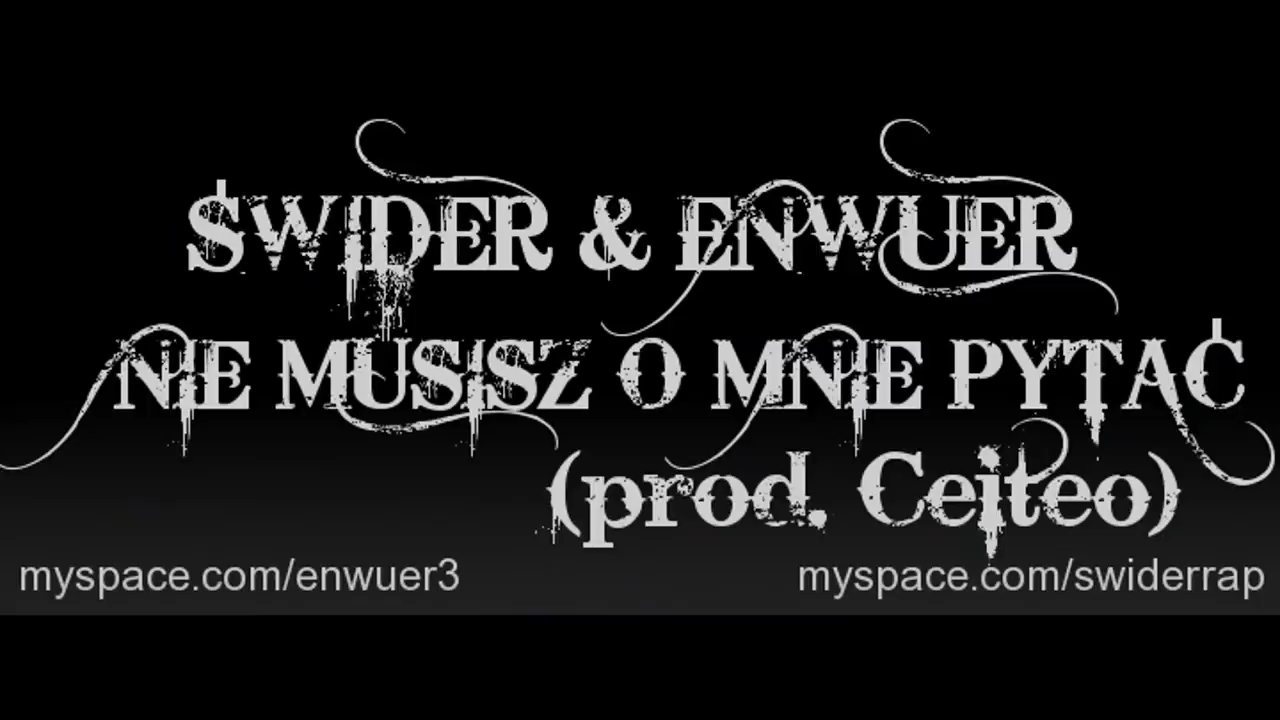 ŚWIDER & ENWUER
NIE MUSISZ O MNIE PYTAĆ
(prod. Ceiteo)
myspace.com/enwuer3
myspace.com/swiderrap